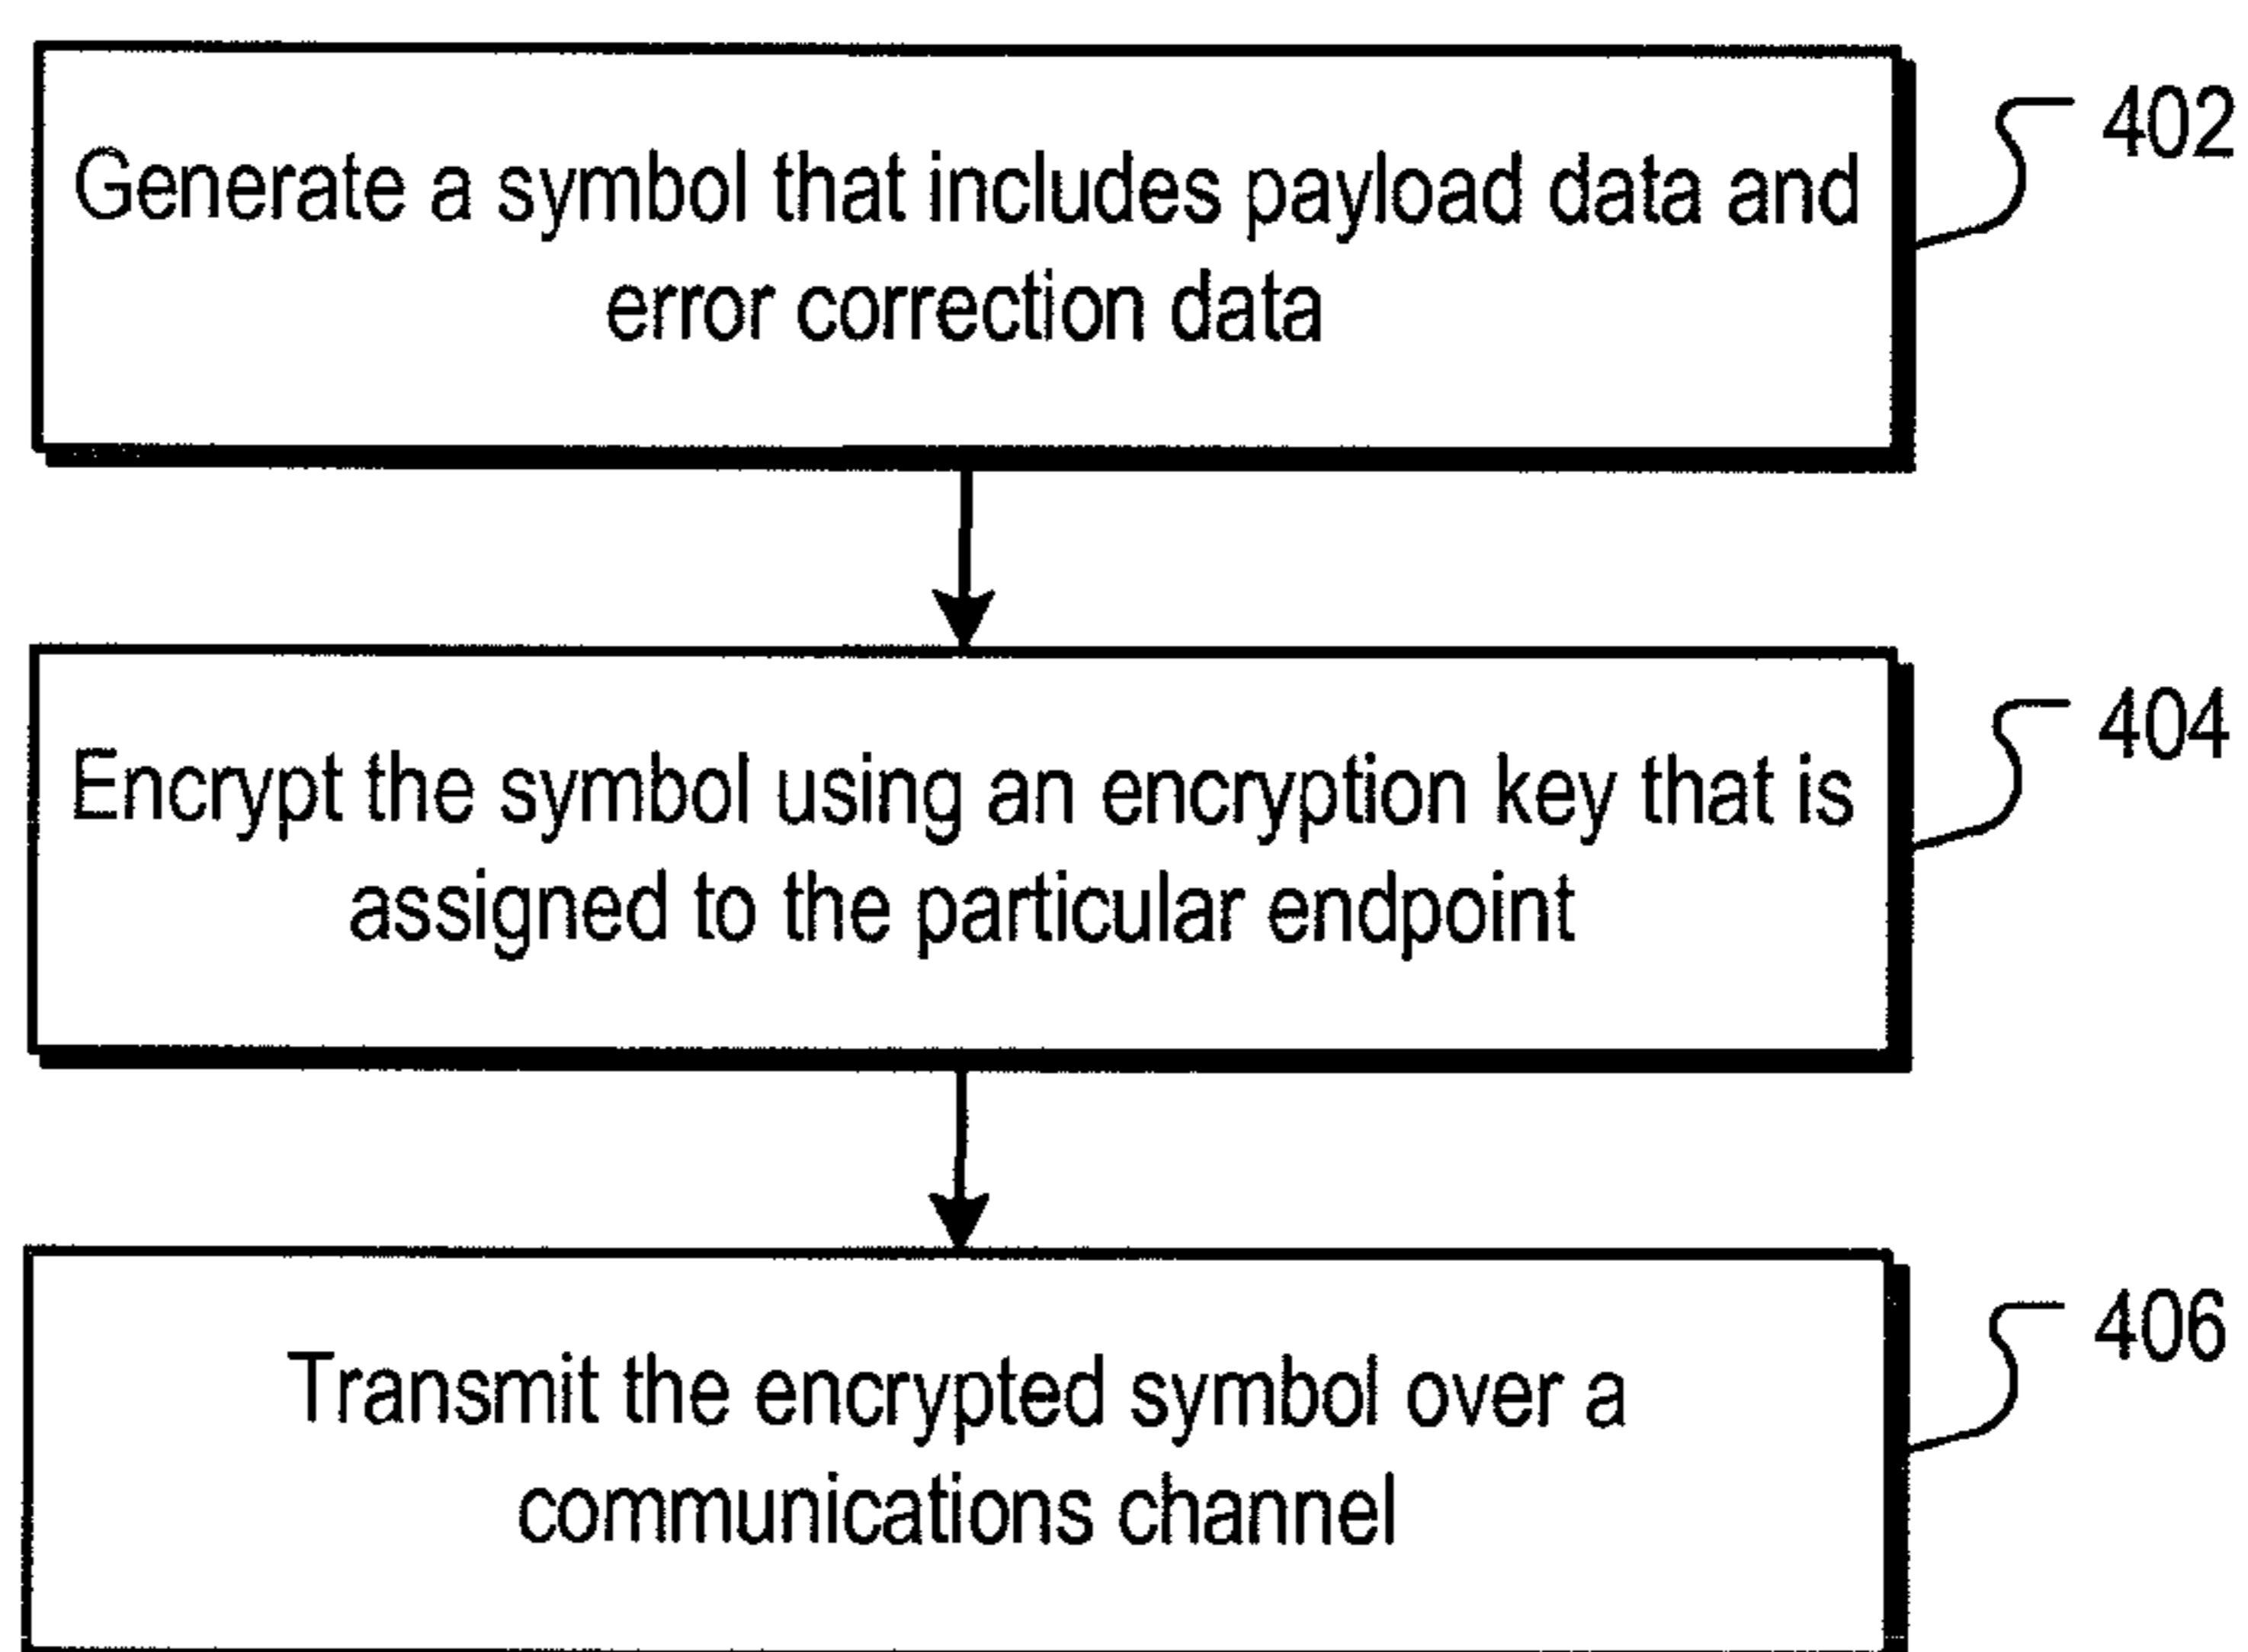 Generate a symbol that includes payload data and
error correction data
402
Encrypt the symbol using an encryption key that is
assigned to the particular endpoint
404
Transmit the encrypted symbol over a
communications channel
406